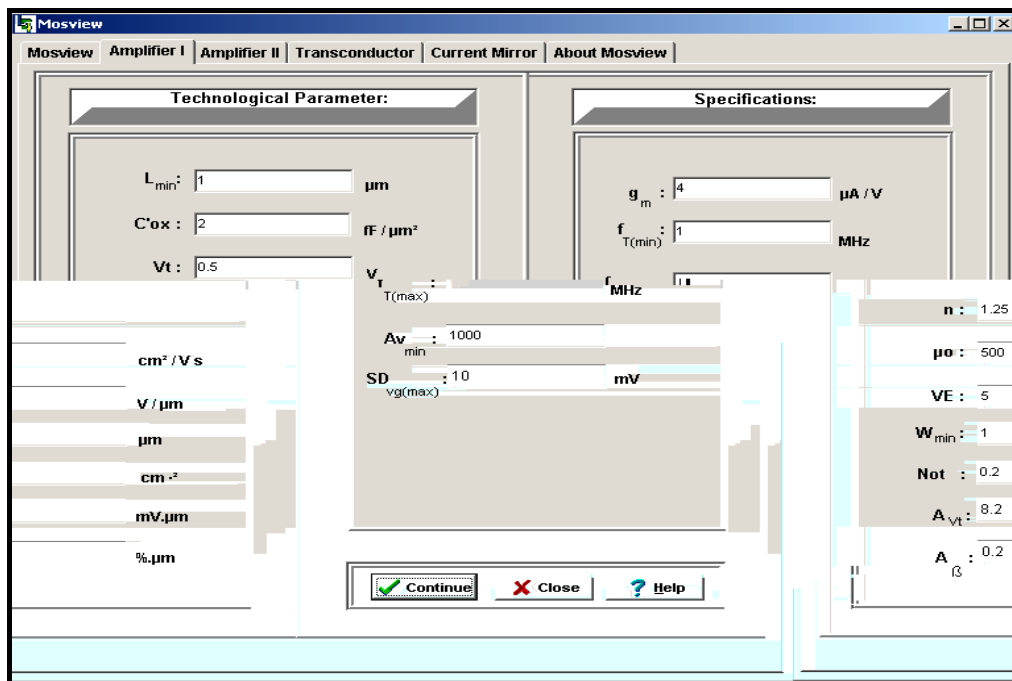 Mosview
Mosview Amplifier I Amplifier II Transconductor Current Mirror About Mosview
Technological Parameter:
Specifications:
Lmin: 1 µm
C'ox : 2 fF / µm²
Vt : 0.5 V
gm : 4 µA / V
fT(min) : 1 MHz
T(max) : MHz
Avmin : 1000
SDvg(max) : 10 mV
cm² / V s
V / µm
µm
cm -²
mV.µm
%.µm
n : 1.25
µo : 500
VE : 5
Wmin : 1
Not : 0.2
AVt : 8.2
Aß : 0.2
Continue Close Help